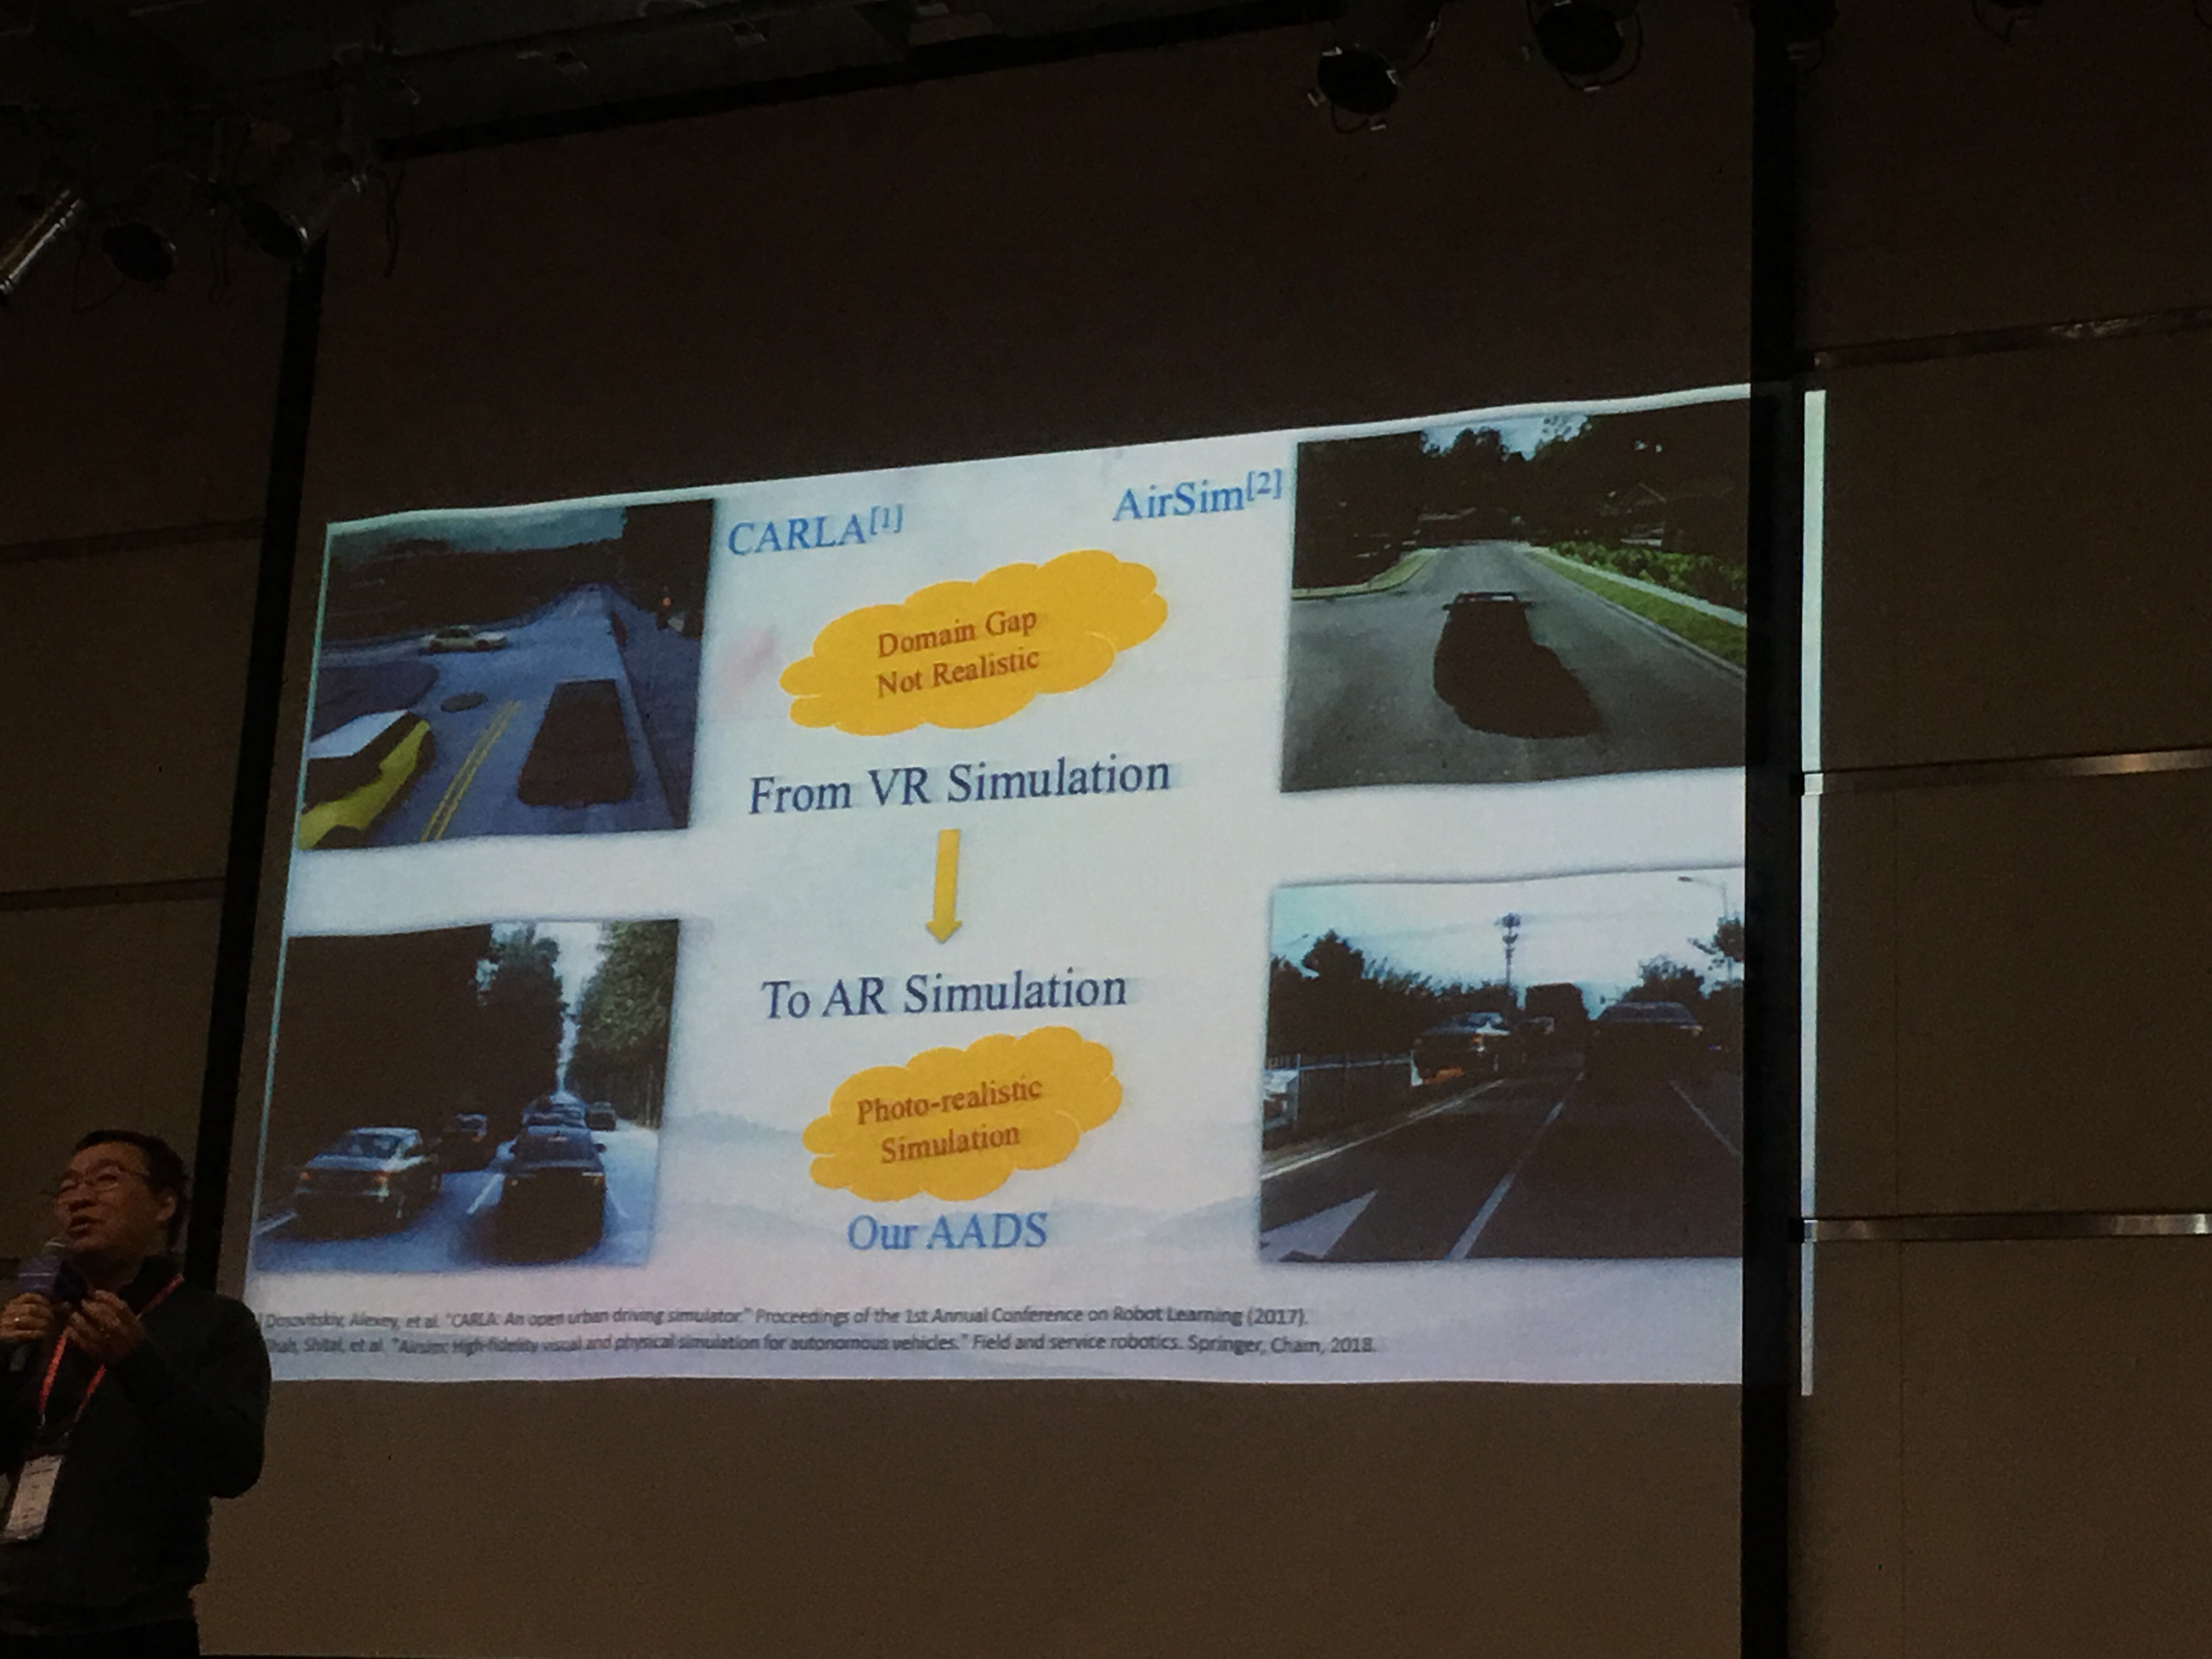 CARLA[1]
AirSim[2]
Domain Gap
Not Realistic
From VR Simulation
To AR Simulation
Photo-realistic
Simulation
Our AADS
Dosovitskiy, Alexey, et al. "CARLA: An open urban driving simulator." Proceedings of the 1st Annual Conference on Robot Learning (2017).
Shital, et al. "Airsim: High-fidelity visual and physical simulation for autonomous vehicles." Field and service robotics. Springer, Cham, 2018.